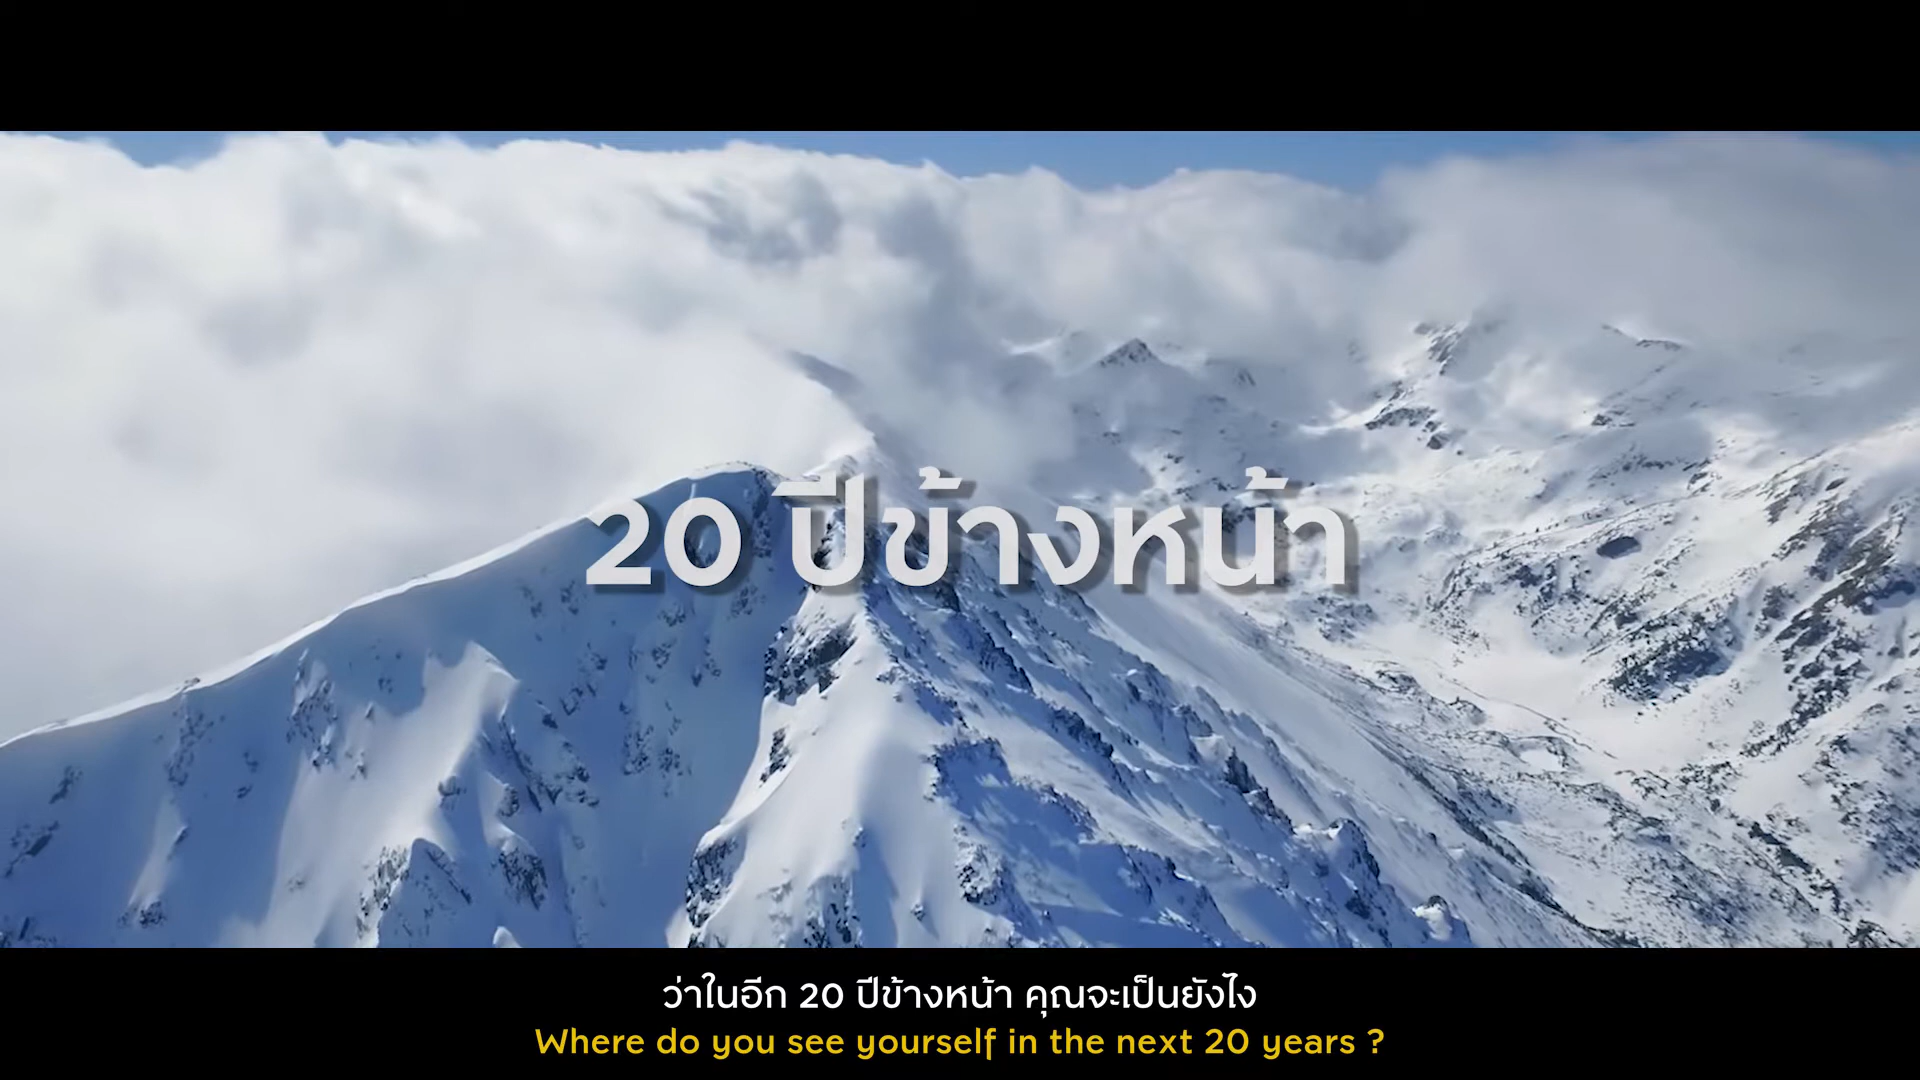 20 ปีข้างหน้า
ว่าในอีก 20 ปีข้างหน้า คุณจะเป็นยังไง
Where do you see yourself in the next 20 years ?